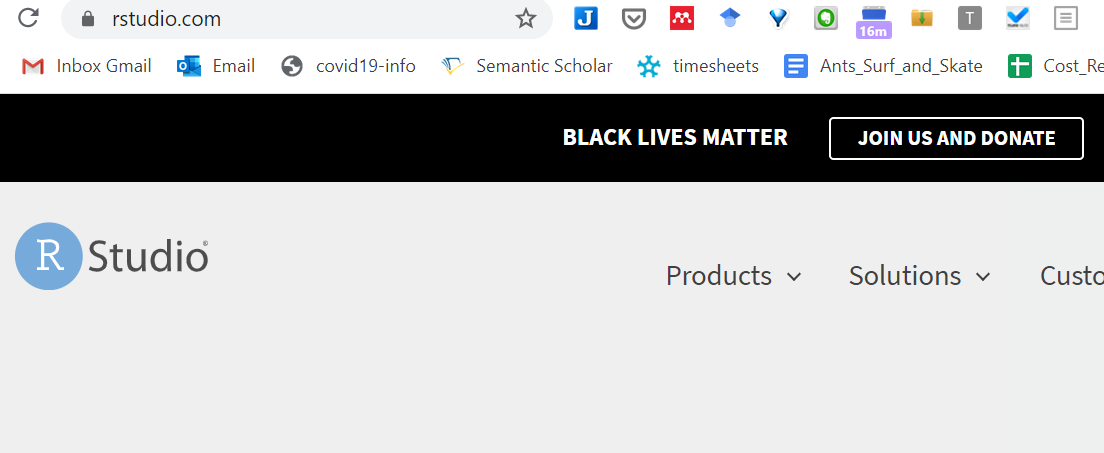 rstudio.com
J
T
16m
Inbox Gmail Email covid19-info Semantic Scholar timesheets Ants_Surf_and_Skate Cost_Re
BLACK LIVES MATTER JOIN US AND DONATE
R Studio®
Products Solutions Custo